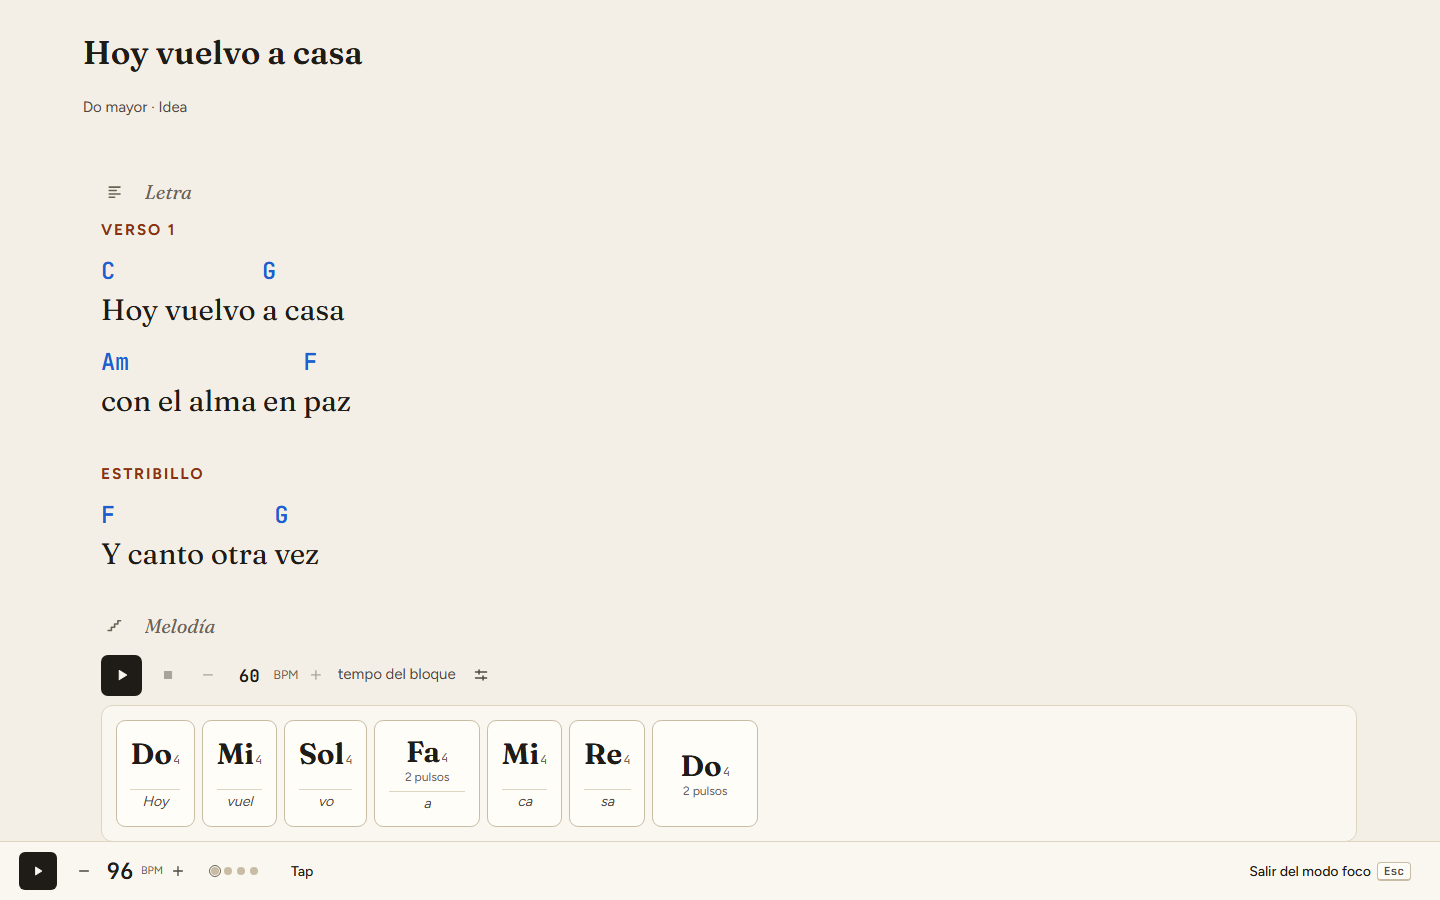 Hoy vuelvo a casa
Do mayor · Idea
Letra
VERSO 1
C G
Hoy vuelvo a casa
Am F
con el alma en paz
ESTRIBILLO
F G
Y canto otra vez
Melodía
− 60 BPM + tempo del bloque
Do4 Mi4 Sol4 Fa4 Mi4 Re4 Do4
2 pulsos 2 pulsos
Hoy vuel vo a ca sa
− 96 BPM + Tap Salir del modo foco Esc